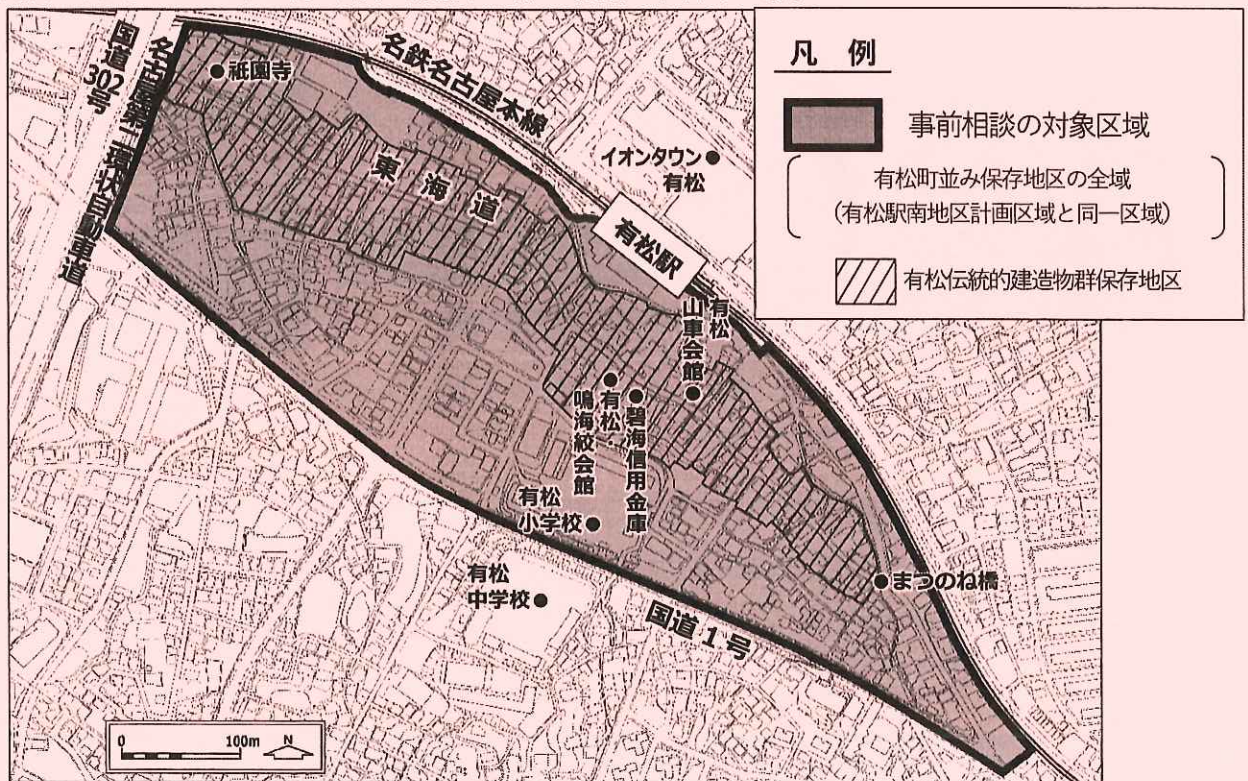 国道
302
号
名古屋第二環状自動車道
祇園寺
名鉄名古屋本線
イオンタウン
有松
東海道
有松駅
有松
山車会館
有松・
鳴海絞会館
碧海信用金庫
有松
小学校
有松
中学校
国道1号
まつのね橋
0 100m N
凡 例
事前相談の対象区域
有松町並み保存地区の全域
(有松駅南地区計画区域と同一区域)
有松伝統的建造物群保存地区